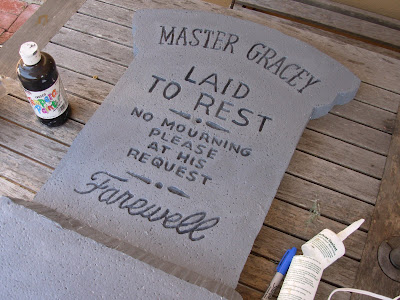 MASTER GRACEY
LAID
TO REST
NO MOURNING
PLEASE
AT HIS
REQUEST
Farewell